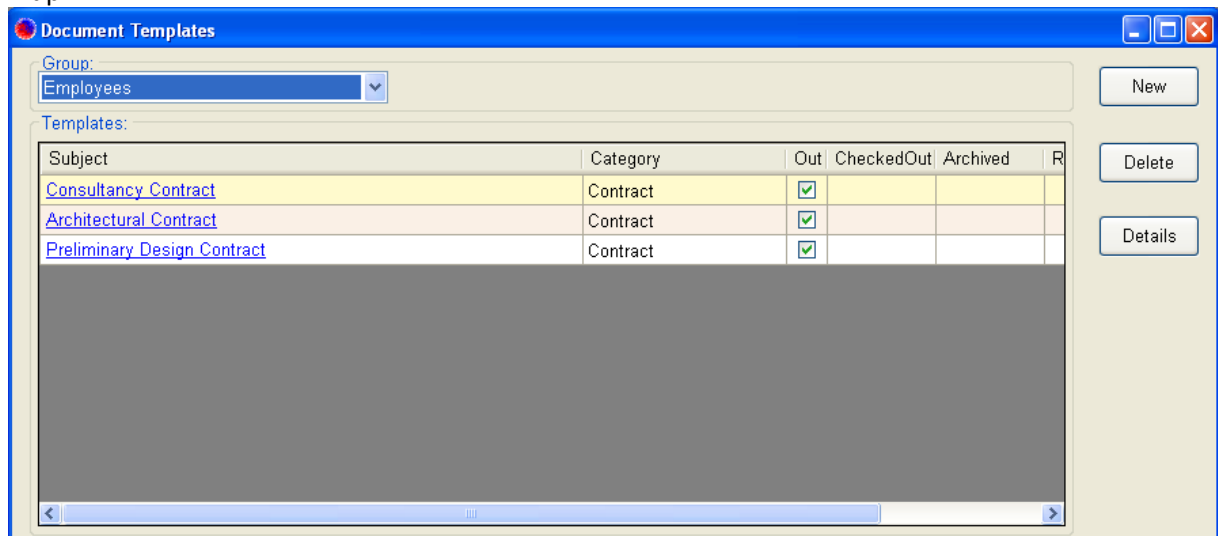 Document Templates
Group:
Employees
New
Templates:
Subject Category Out CheckedOut Archived R
Delete
Consultancy Contract Contract
Architectural Contract Contract
Details
Preliminary Design Contract Contract